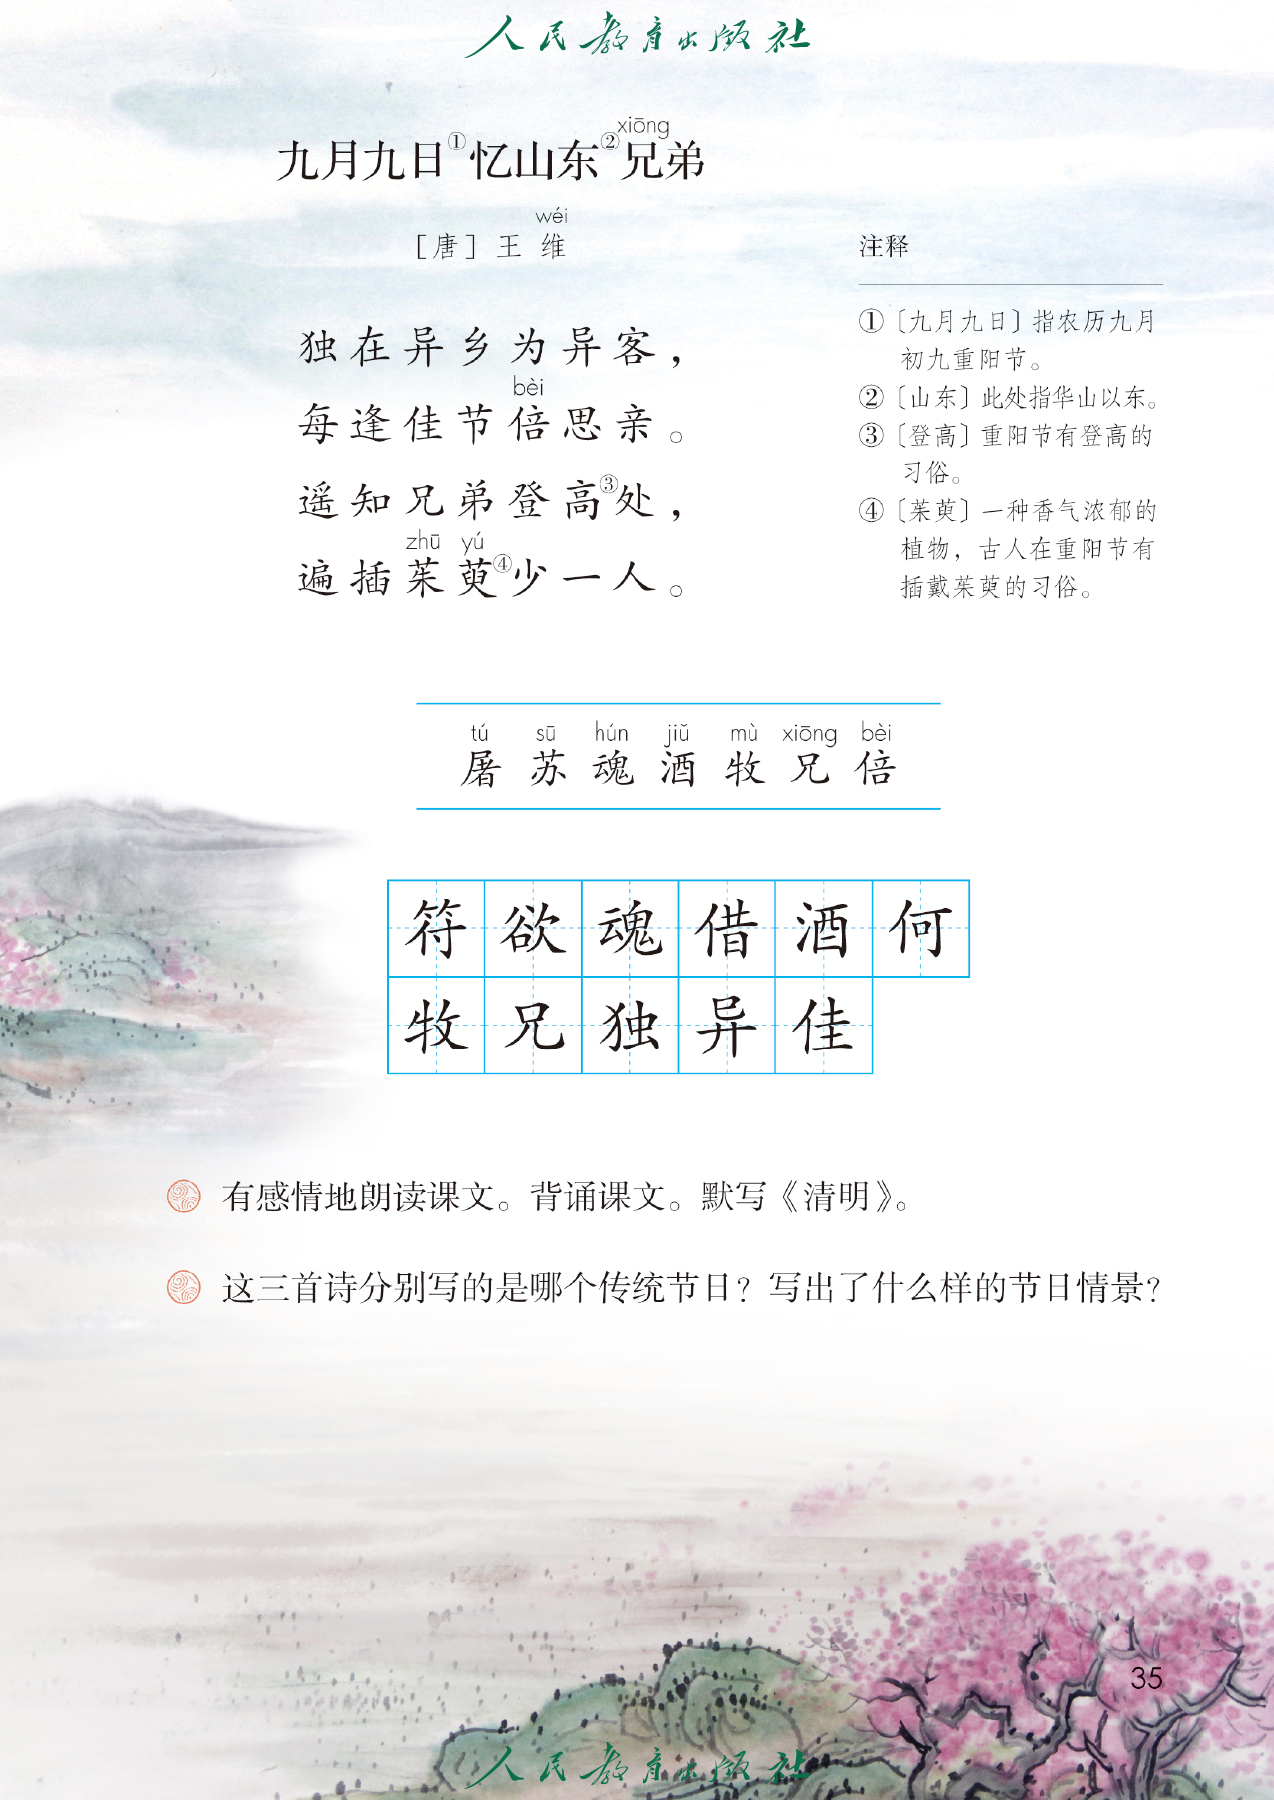 人民教育出版社
xiōng
九月九日①忆山东②兄弟
wéi
［唐］王 维
独在异乡为异客，
bèi
每逢佳节倍思亲。
遥知兄弟登高③处，
zhū yú
遍插茱萸④少一人。
注释
①〔九月九日〕指农历九月
初九重阳节。
②〔山东〕此处指华山以东。
③〔登高〕重阳节有登高的
习俗。
④〔茱萸〕一种香气浓郁的
植物，古人在重阳节有
插戴茱萸的习俗。
tú sū hún jiǔ mù xiōng bèi
屠 苏 魂 酒 牧 兄 倍
符 欲 魂 借 酒 何
牧 兄 独 异 佳
有感情地朗读课文。背诵课文。默写《清明》。
这三首诗分别写的是哪个传统节日？写出了什么样的节日情景？
35
人民教育出版社